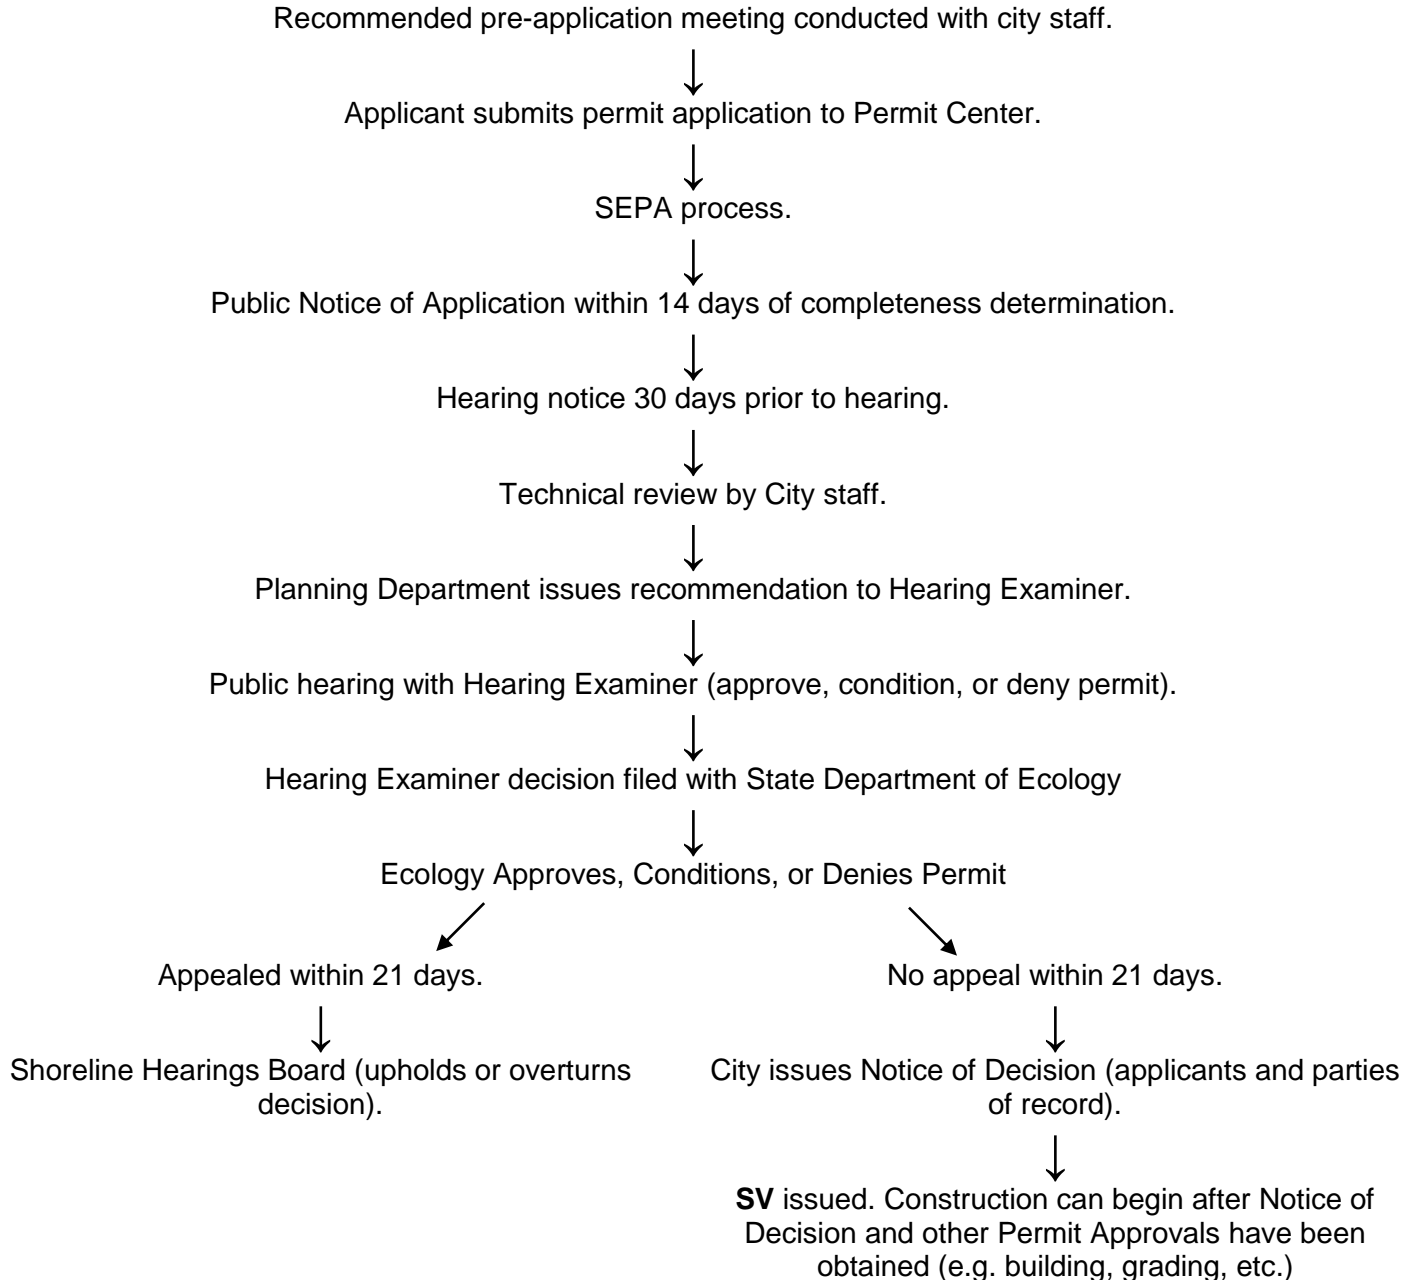 Recommended pre-application meeting conducted with city staff.
Applicant submits permit application to Permit Center.
SEPA process.
Public Notice of Application within 14 days of completeness determination.
Hearing notice 30 days prior to hearing.
Technical review by City staff.
Planning Department issues recommendation to Hearing Examiner.
Public hearing with Hearing Examiner (approve, condition, or deny permit).
Hearing Examiner decision filed with State Department of Ecology
Ecology Approves, Conditions, or Denies Permit
Appealed within 21 days.
Shoreline Hearings Board (upholds or overturns
decision).
No appeal within 21 days.
City issues Notice of Decision (applicants and parties
of record).
SV issued. Construction can begin after Notice of
Decision and other Permit Approvals have been
obtained (e.g. building, grading, etc.)